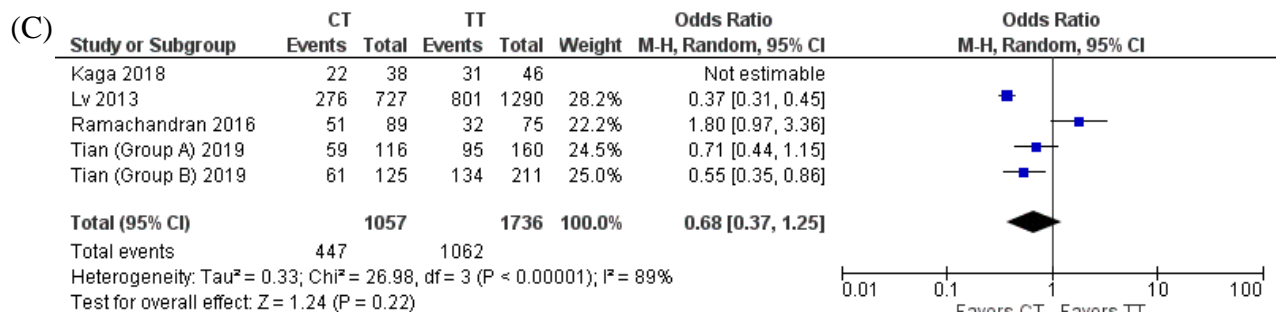 (C) CT TT Odds Ratio Odds Ratio
Study or Subgroup Events Total Events Total Weight M-H, Random, 95% CI M-H, Random, 95% CI
Kaga 2018 22 38 31 46 Not estimable
Lv 2013 276 727 801 1290 28.2% 0.37 [0.31, 0.45]
Ramachandran 2016 51 89 32 75 22.2% 1.80 [0.97, 3.36]
Tian (Group A) 2019 59 116 95 160 24.5% 0.71 [0.44, 1.15]
Tian (Group B) 2019 61 125 134 211 25.0% 0.55 [0.35, 0.86]
Total (95% CI) 1057 1736 100.0% 0.68 [0.37, 1.25]
Total events 447 1062
Heterogeneity: Tau² = 0.33; Chi² = 26.98, df = 3 (P < 0.00001); I² = 89%
Test for overall effect: Z = 1.24 (P = 0.22)
0.01 0.1 1 10 100
Favors CT Favors TT